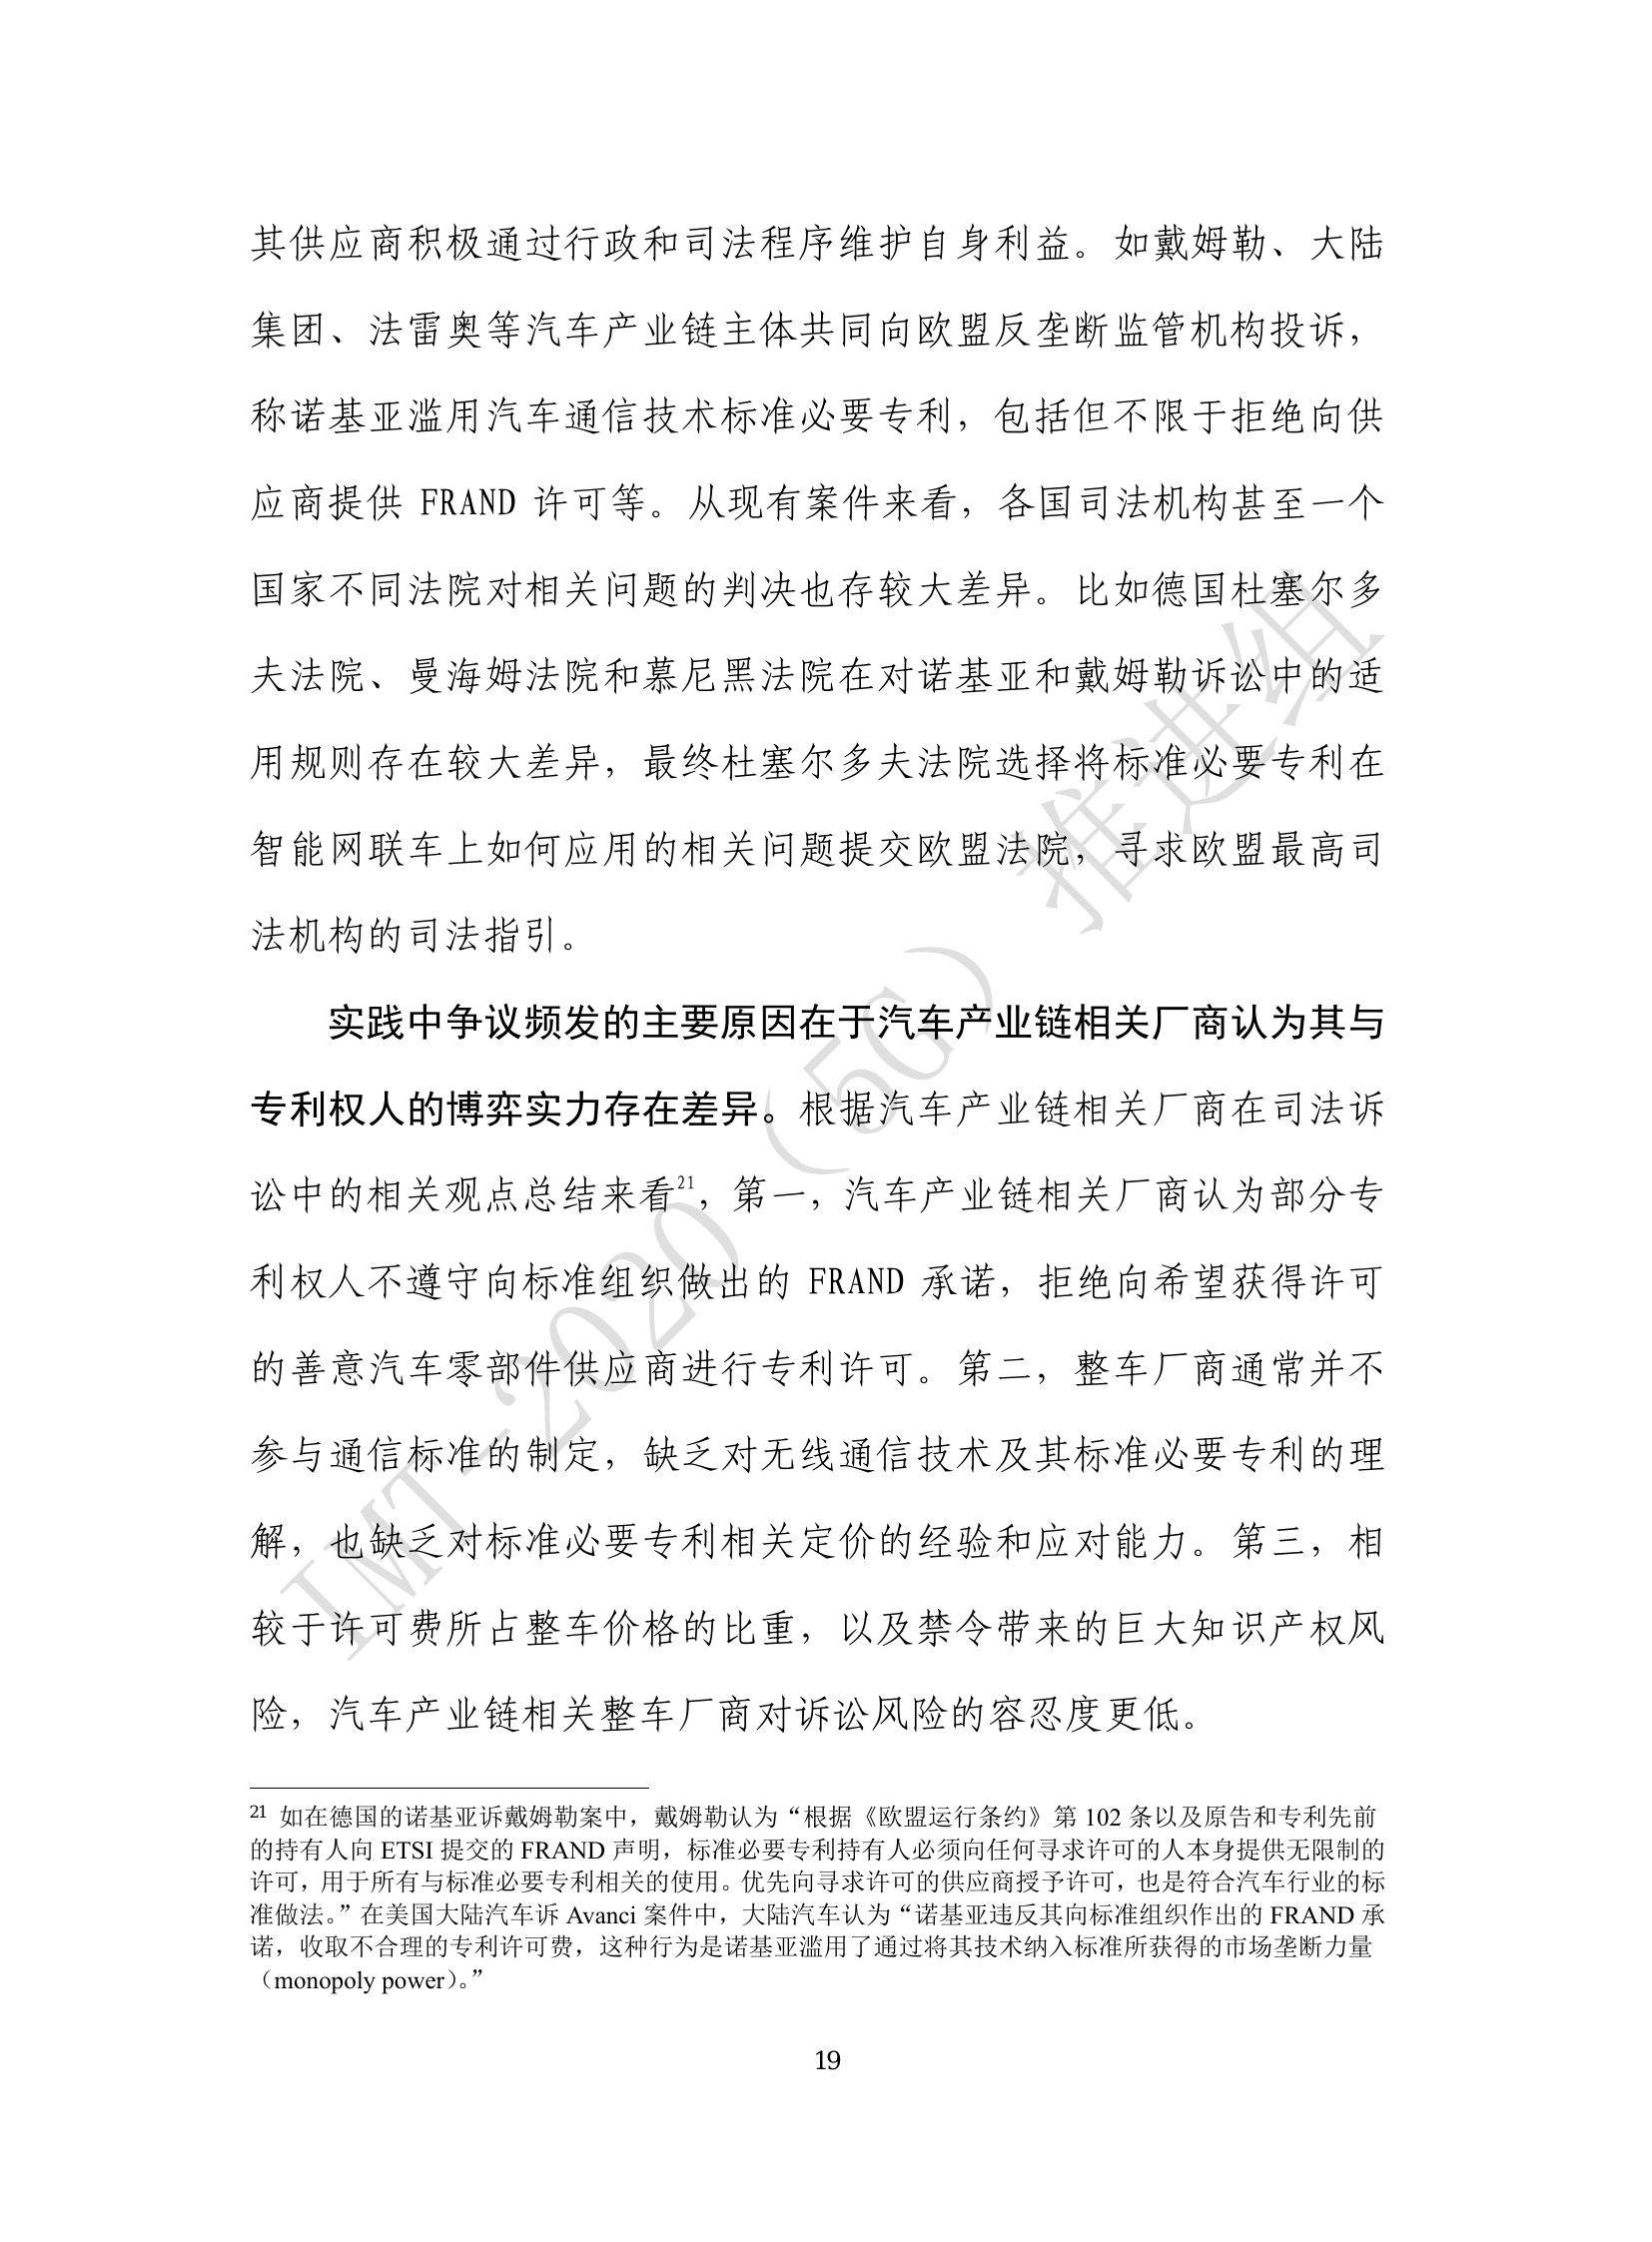 其供应商积极通过行政和司法程序维护自身利益。如戴姆勒、大陆
集团、法雷奥等汽车产业链主体共同向欧盟反垄断监管机构投诉，
称诺基亚滥用汽车通信技术标准必要专利，包括但不限于拒绝向供
应商提供 FRAND 许可等。从现有案件来看，各国司法机构甚至一个
国家不同法院对相关问题的判决也存较大差异。比如德国杜塞尔多
夫法院、曼海姆法院和慕尼黑法院在对诺基亚和戴姆勒诉讼中的适
用规则存在较大差异，最终杜塞尔多夫法院选择将标准必要专利在
智能网联车上如何应用的相关问题提交欧盟法院，寻求欧盟最高司
法机构的司法指引。
实践中争议频发的主要原因在于汽车产业链相关厂商认为其与
专利权人的博弈实力存在差异。根据汽车产业链相关厂商在司法诉
讼中的相关观点总结来看21，第一，汽车产业链相关厂商认为部分专
利权人不遵守向标准组织做出的 FRAND 承诺，拒绝向希望获得许可
的善意汽车零部件供应商进行专利许可。第二，整车厂商通常并不
参与通信标准的制定，缺乏对无线通信技术及其标准必要专利的理
解，也缺乏对标准必要专利相关定价的经验和应对能力。第三，相
较于许可费所占整车价格的比重，以及禁令带来的巨大知识产权风
险，汽车产业链相关整车厂商对诉讼风险的容忍度更低。
21 如在德国的诺基亚诉戴姆勒案中，戴姆勒认为“根据《欧盟运行条约》第 102 条以及原告和专利先前
的持有人向 ETSI 提交的 FRAND 声明，标准必要专利持有人必须向任何寻求许可的人本身提供无限制的
许可，用于所有与标准必要专利相关的使用。优先向寻求许可的供应商授予许可，也是符合汽车行业的标
准做法。”在美国大陆汽车诉 Avanci 案件中，大陆汽车认为“诺基亚违反其向标准组织作出的 FRAND 承
诺，收取不合理的专利许可费，这种行为是诺基亚滥用了通过将其技术纳入标准所获得的市场垄断力量
（monopoly power）。”
19
IMT-2020（5G）推进组